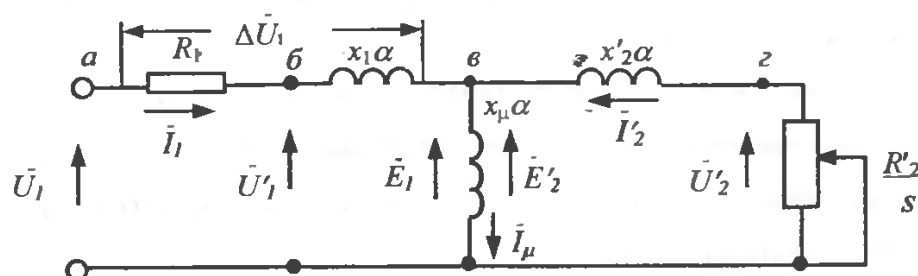 ΔU̇₁
а R₁ б x₁α в x'₂α г
x_μα
İ₁ İ'₂
U̇₁ U̇'₁ Ė₁ Ė'₂ U̇'₂ R'₂
s
İ_μ